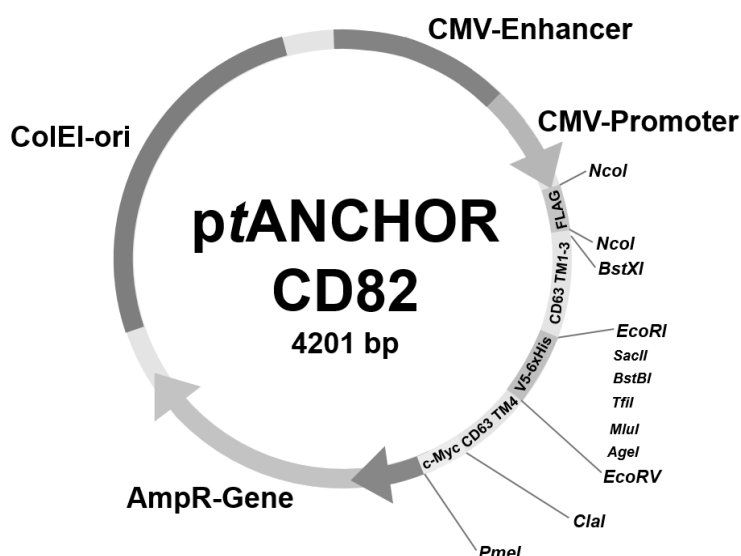 CMV-Enhancer
CMV-Promoter
ColEI-ori
NcoI
FLAG
ptANCHOR
CD82
4201 bp
NcoI
BstXI
CD63 TM1-3
EcoRI
SacII
BstBI
TfiI
MluI
AgeI
EcoRV
V5-6xHis
c-Myc CD63 TM4
AmpR-Gene
ClaI
PmeI